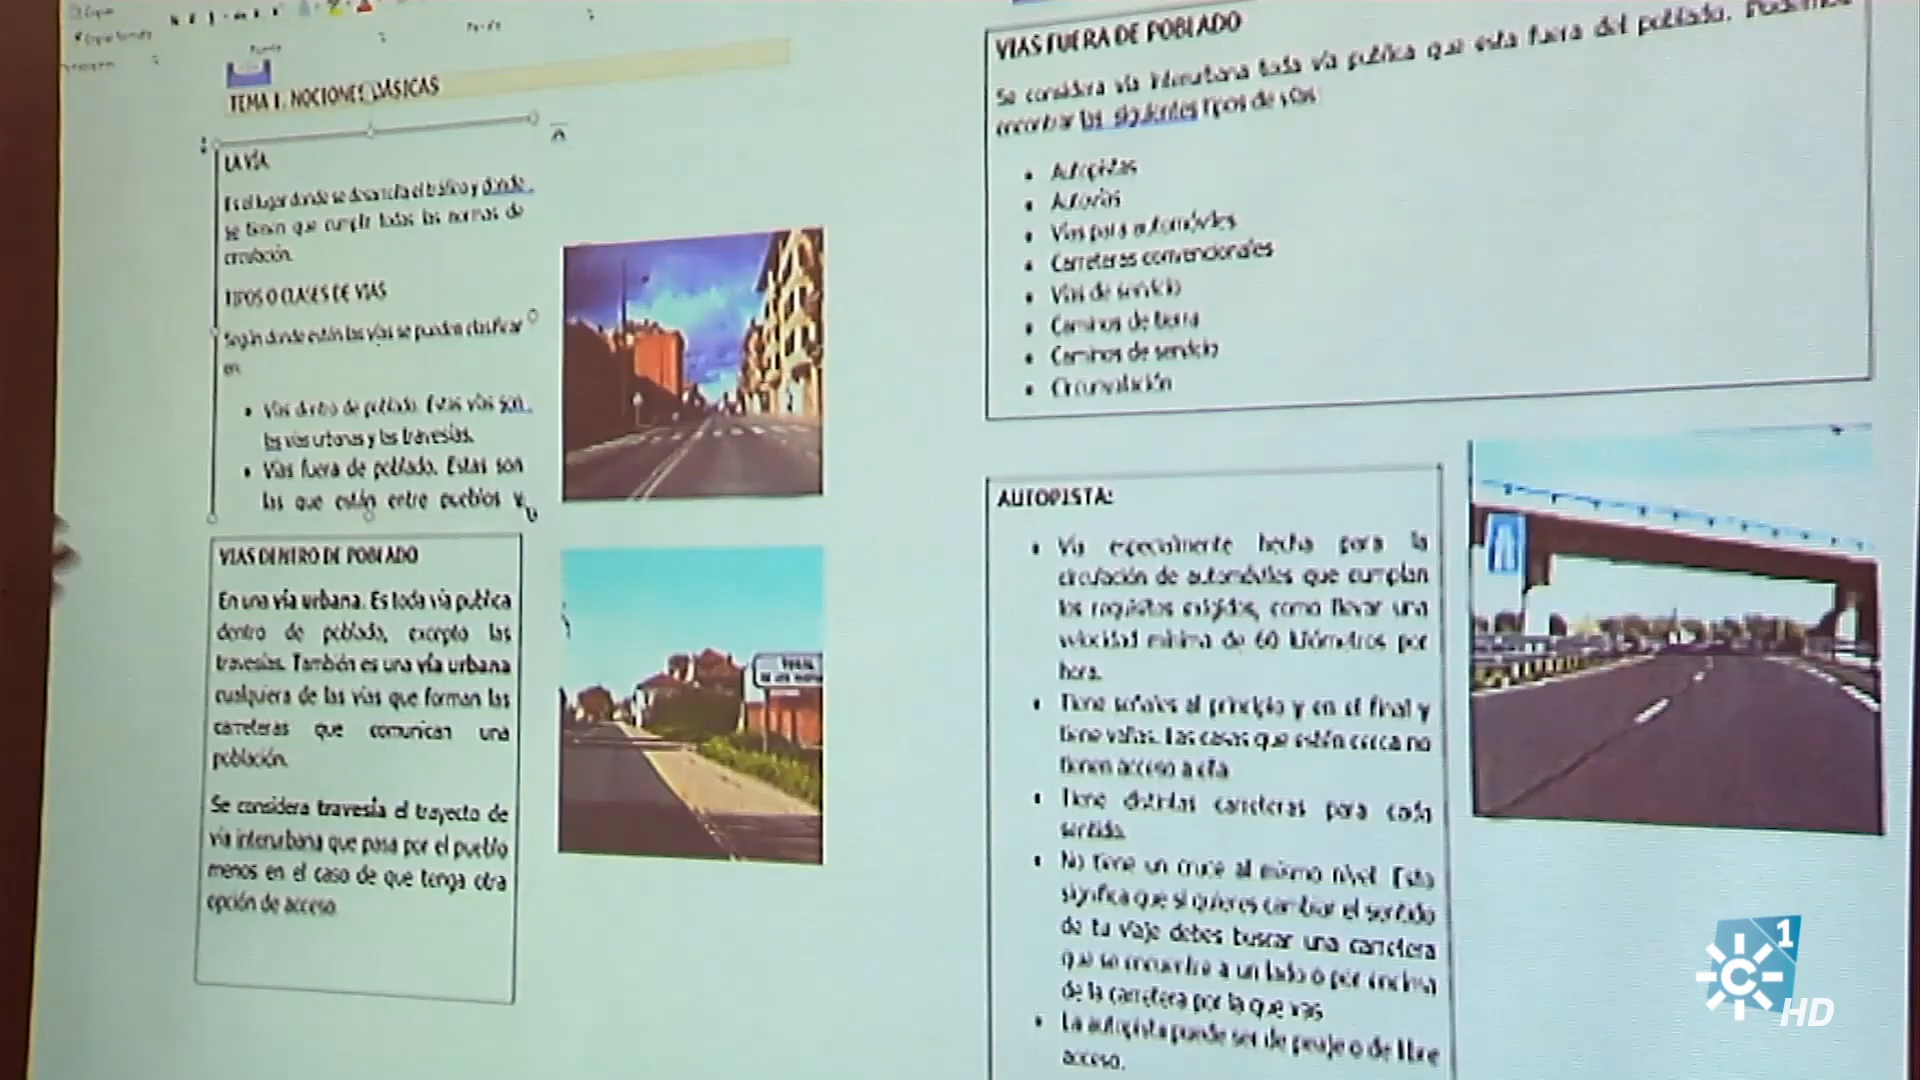 Copiar
Copiar formato
Fuente
Párrafo
TEMA 1. NOCIONES BÁSICAS
LA VÍA
Es el lugar donde se desarrolla el tráfico y donde
se tienen que cumplir todas las normas de
circulación.
TIPOS O CLASES DE VIAS
Según donde están las vías se pueden clasificar
en:
Vías dentro de poblado. Estas vías son
las vías urbanas y las travesías.
Vías fuera de poblado. Estas son
las que están entre pueblos y
VIAS DENTRO DE POBLADO
En una vía urbana. Es toda vía publica
dentro de poblado, excepto las
travesías. También es una vía urbana
cualquiera de las vías que forman las
carreteras que comunican una
población.
Se considera travesía el trayecto de
vía interurbana que pasa por el pueblo
menos en el caso de que tenga otra
opción de acceso.
VIAS FUERA DE POBLADO
Se considera vía interurbana toda vía publica que esta fuera del poblado. Podemos
encontrar las siguientes tipos de vías:
Autopistas
Autovías
Vías para automóviles
Carreteras convencionales
Vías de servicio
Caminos de tierra
Caminos de servicio
Circunvalación
AUTOPISTA:
Vía especialmente hecha para la
circulación de automóviles que cumplan
los requisitos exigidos, como llevar una
velocidad mínima de 60 kilómetros por
hora.
Tiene señales al principio y en el final y
tiene vallas. Las casas que estén cerca no
tienen acceso a ella
Tiene distintas carreteras para cada
sentido.
No tiene un cruce al mismo nivel. Esto
significa que si quieres cambiar el sentido
de tu viaje debes buscar una carretera
que se encuentre a un lado o por encima
de la carretera por la que vas
La autopista puede ser de peaje o de libre
acceso.
1
HD